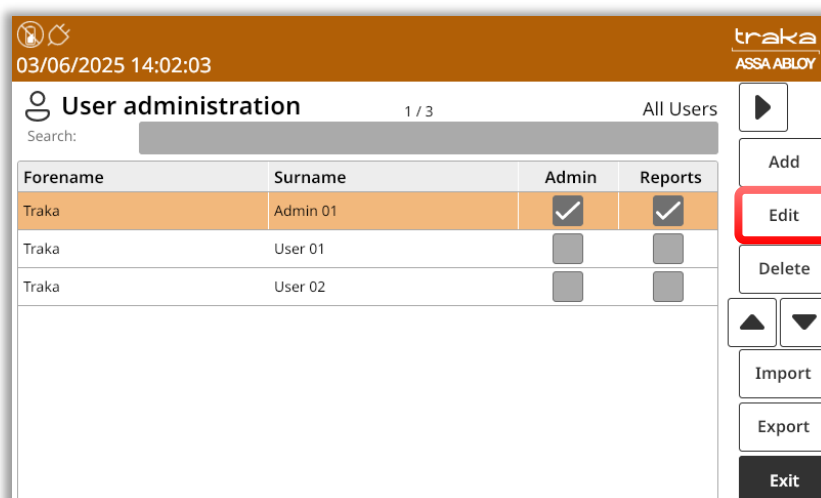 traka
03/06/2025 14:02:03
ASSA ABLOY
User administration 1 / 3 All Users
Search:
Add
Forename Surname Admin Reports
Traka Admin 01
Edit
Traka User 01
Delete
Traka User 02
Import
Export
Exit